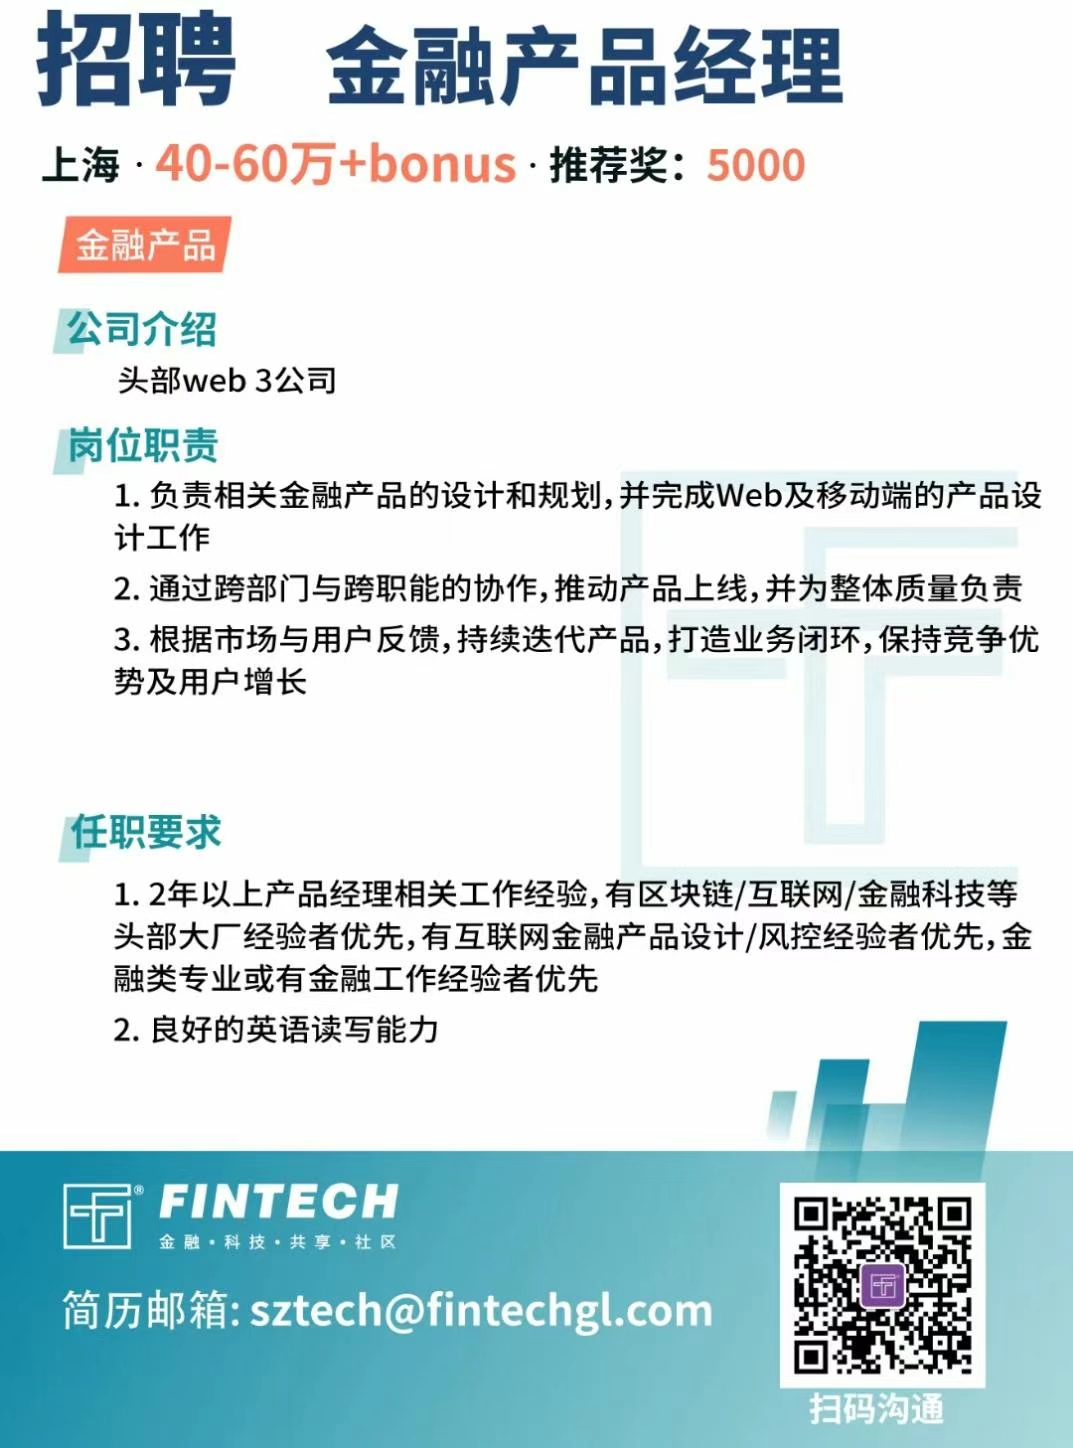 招聘 金融产品经理
上海 · 40-60万+bonus · 推荐奖：5000
金融产品
公司介绍
头部web 3公司
岗位职责
1. 负责相关金融产品的设计和规划，并完成Web及移动端的产品设
计工作
2. 通过跨部门与跨职能的协作，推动产品上线，并为整体质量负责
3. 根据市场与用户反馈，持续迭代产品，打造业务闭环，保持竞争优
势及用户增长
任职要求
1. 2年以上产品经理相关工作经验，有区块链/互联网/金融科技等
头部大厂经验者优先，有互联网金融产品设计/风控经验者优先，金
融类专业或有金融工作经验者优先
2. 良好的英语读写能力
® FINTECH
金融·科技·共享·社区
简历邮箱: sztech@fintechgl.com
扫码沟通